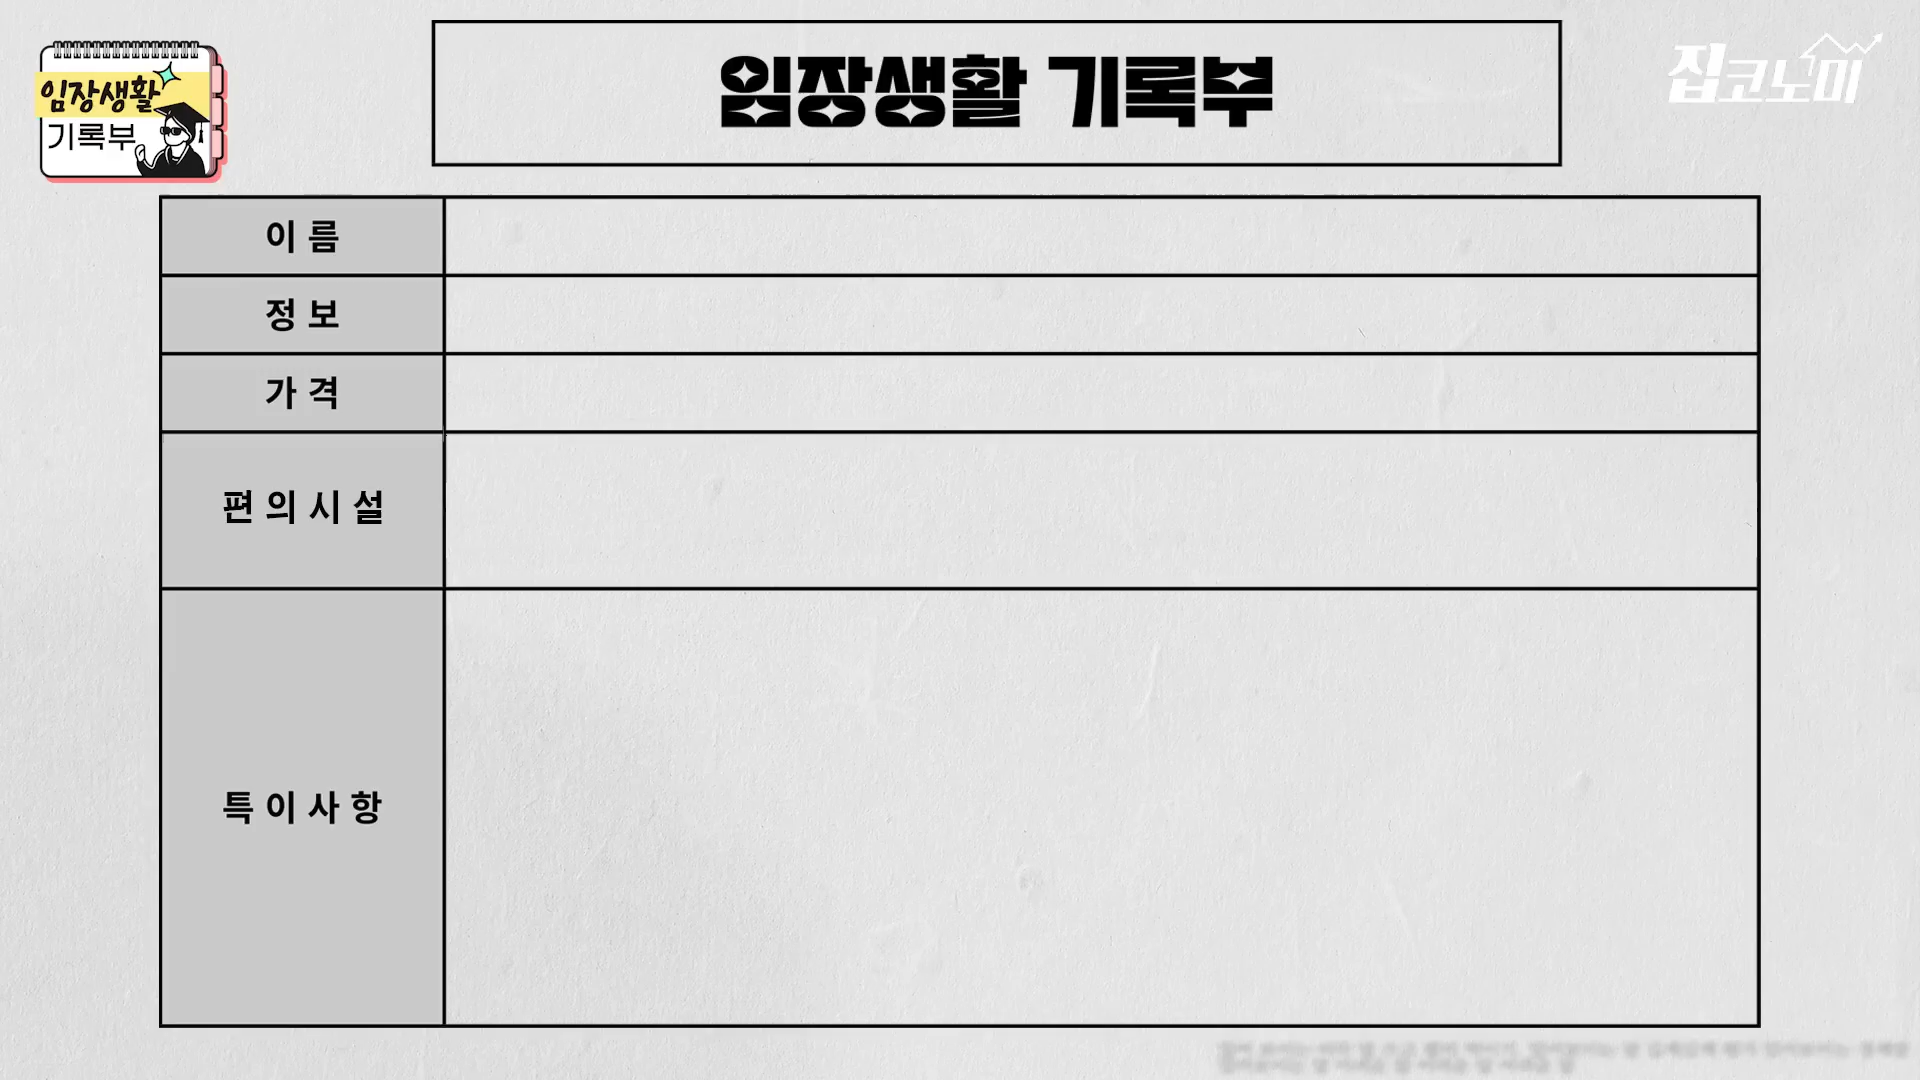 임장생활
기록부
임장생활 기록부
집코노미
이름
정보
가격
편의시설
특이사항